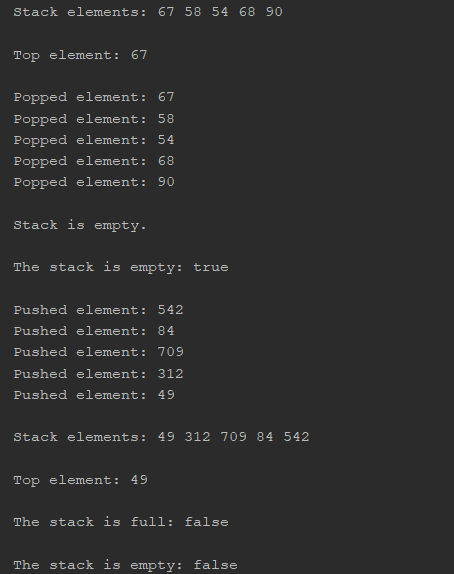 Stack elements: 67 58 54 68 90
Top element: 67
Popped element: 67
Popped element: 58
Popped element: 54
Popped element: 68
Popped element: 90
Stack is empty.
The stack is empty: true
Pushed element: 542
Pushed element: 84
Pushed element: 709
Pushed element: 312
Pushed element: 49
Stack elements: 49 312 709 84 542
Top element: 49
The stack is full: false
The stack is empty: false